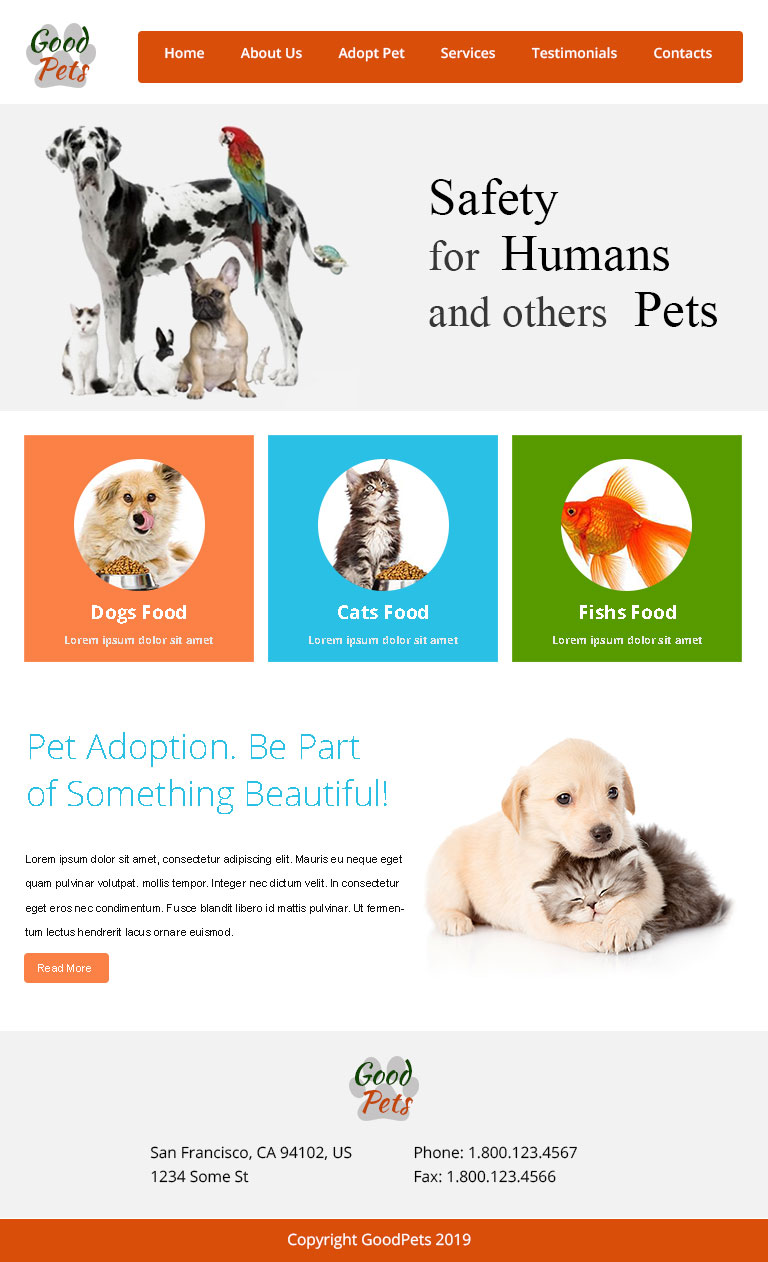 Good
Pets
Home About Us Adopt Pet Services Testimonials Contacts
Safety
for Humans
and others Pets
Dogs Food Cats Food Fishs Food
Lorem ipsum dolor sit amet Lorem ipsum dolor sit amet Lorem ipsum dolor sit amet
Pet Adoption. Be Part
of Something Beautiful!
Lorem ipsum dolor sit amet, consectetur adipiscing elit. Mauris eu neque eget
quam pulvinar volutpat. mollis tempor. Integer nec dictum velit. In consectetur
eget eros nec condimentum. Fusce blandit libero id mattis pulvinar. Ut fermen-
tum lectus hendrerit lacus ornare euismod.
Read More
Good
Pets
San Francisco, CA 94102, US Phone: 1.800.123.4567
1234 Some St Fax: 1.800.123.4566
Copyright GoodPets 2019